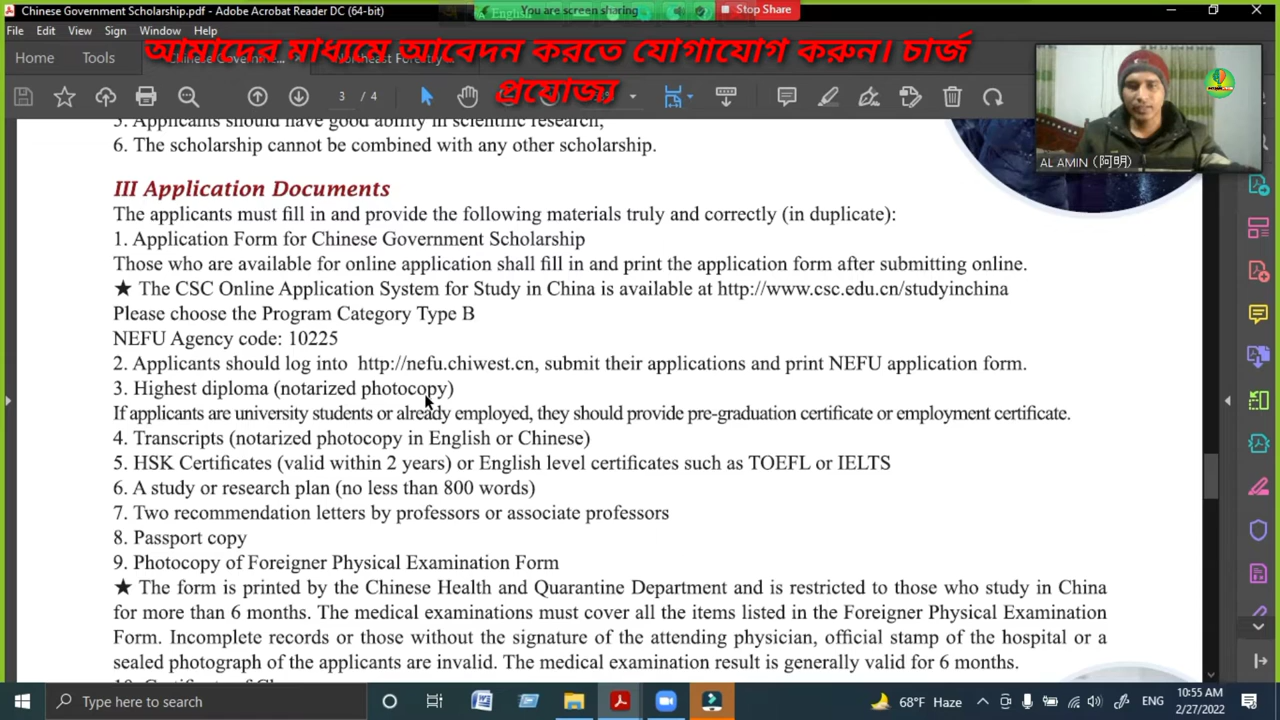 Chinese Government Scholarship.pdf - Adobe Acrobat Reader DC (64-bit)
English
You are screen sharing
Stop Share
File Edit View Sign Window Help
আমাদের মাধ্যমে আবেদন করতে যোগাযোগ করুন। চার্জ
প্রযোজ্য
Home Tools Chinese Governme... Northeast Forestry
3 / 4
AL AMIN (阿明)
5. Applicants should have good ability in scientific research;
6. The scholarship cannot be combined with any other scholarship.
III Application Documents
The applicants must fill in and provide the following materials truly and correctly (in duplicate):
1. Application Form for Chinese Government Scholarship
Those who are available for online application shall fill in and print the application form after submitting online.
★ The CSC Online Application System for Study in China is available at http://www.csc.edu.cn/studyinchina
Please choose the Program Category Type B
NEFU Agency code: 10225
2. Applicants should log into http://nefu.chiwest.cn, submit their applications and print NEFU application form.
3. Highest diploma (notarized photocopy)
If applicants are university students or already employed, they should provide pre-graduation certificate or employment certificate.
4. Transcripts (notarized photocopy in English or Chinese)
5. HSK Certificates (valid within 2 years) or English level certificates such as TOEFL or IELTS
6. A study or research plan (no less than 800 words)
7. Two recommendation letters by professors or associate professors
8. Passport copy
9. Photocopy of Foreigner Physical Examination Form
★ The form is printed by the Chinese Health and Quarantine Department and is restricted to those who study in China
for more than 6 months. The medical examinations must cover all the items listed in the Foreigner Physical Examination
Form. Incomplete records or those without the signature of the attending physician, official stamp of the hospital or a
sealed photograph of the applicants are invalid. The medical examination result is generally valid for 6 months.
Type here to search
68°F Haze
ENG
10:55 AM
2/27/2022